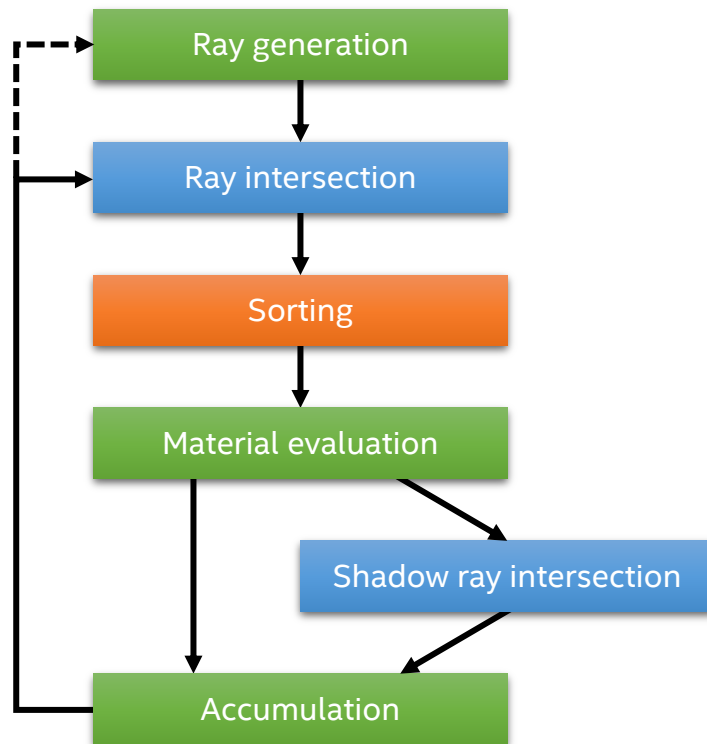 Ray generation
Ray intersection
Sorting
Material evaluation
Shadow ray intersection
Accumulation